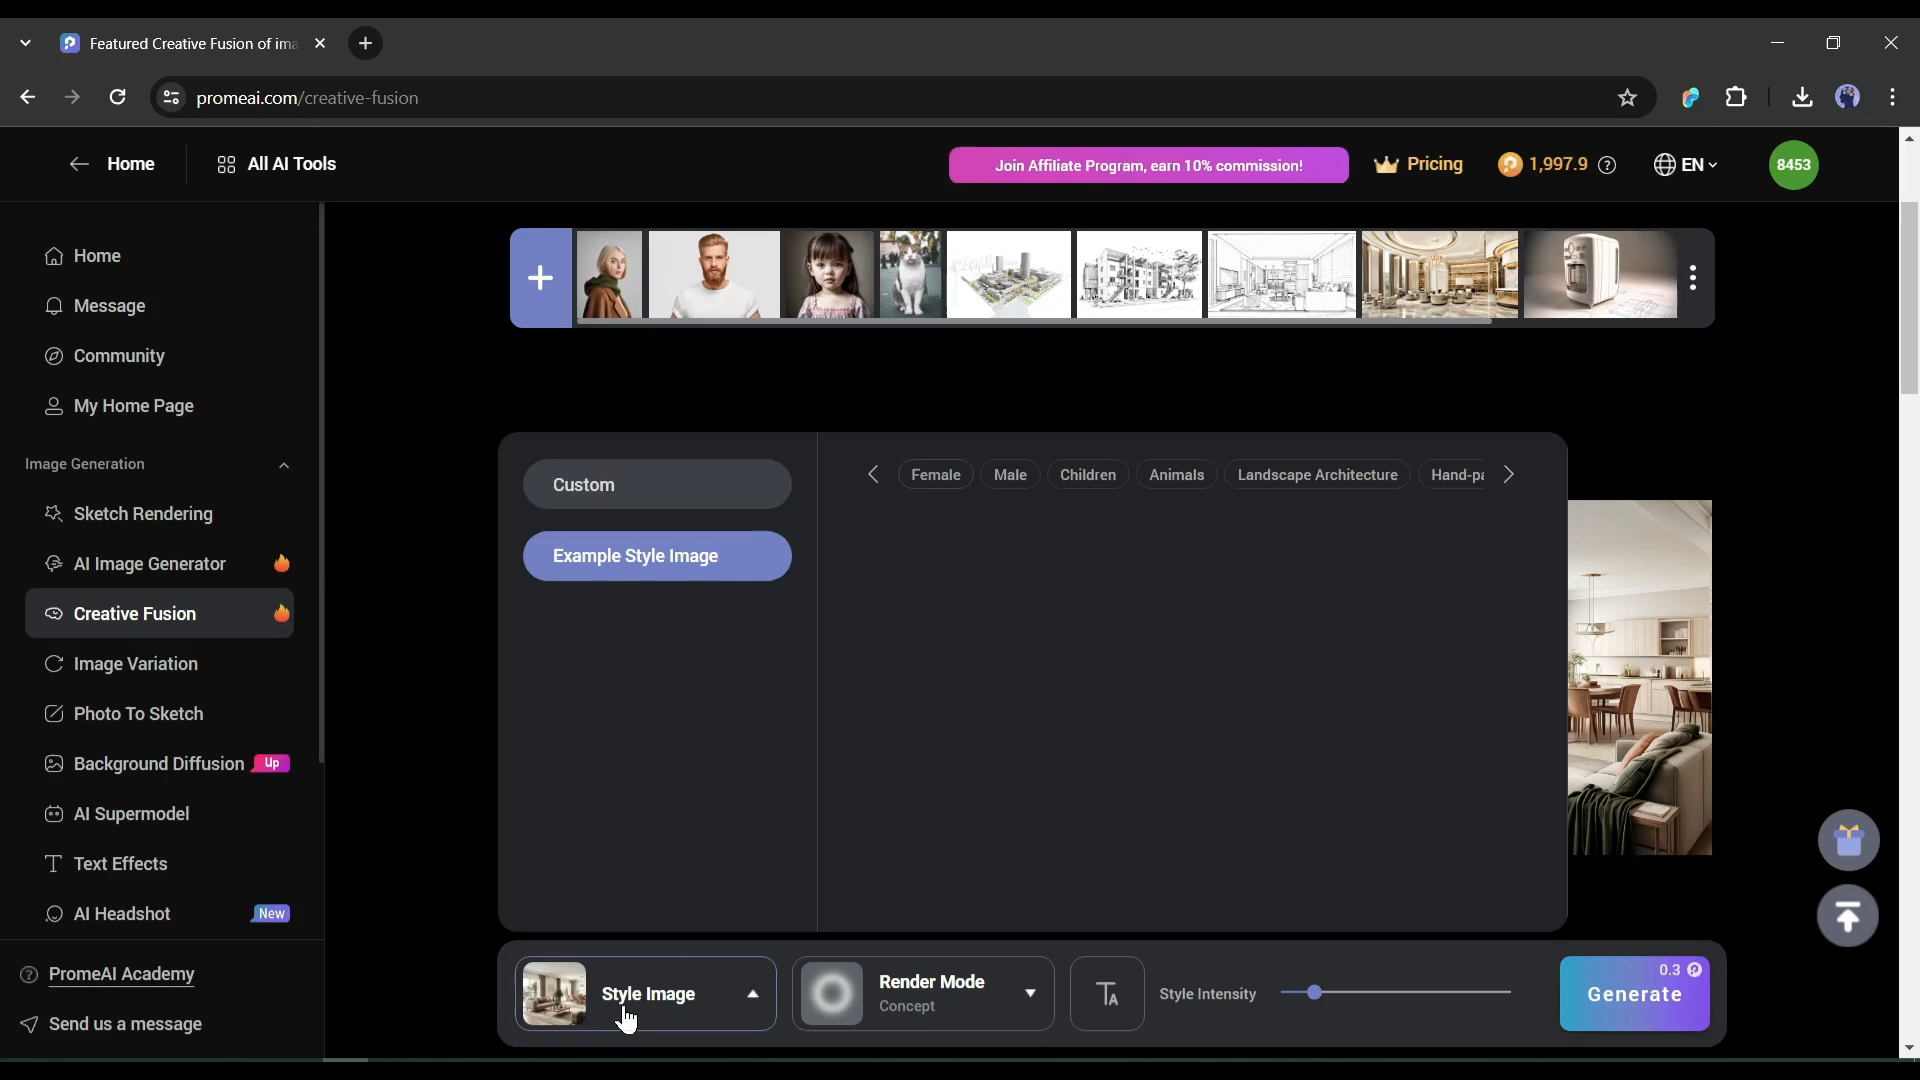 Featured Creative Fusion of ima
promeai.com/creative-fusion
Home
All AI Tools
Join Affiliate Program, earn 10% commission!
Pricing
1,997.9
EN
8453
Home
Message
Community
My Home Page
Image Generation
Sketch Rendering
AI Image Generator
Creative Fusion
Image Variation
Photo To Sketch
Background Diffusion Up
AI Supermodel
Text Effects
AI Headshot New
PromeAI Academy
Send us a message
Custom
Example Style Image
Female Male Children Animals Landscape Architecture Hand-pa
Style Image
Render Mode
Concept
Style Intensity
0.3
Generate